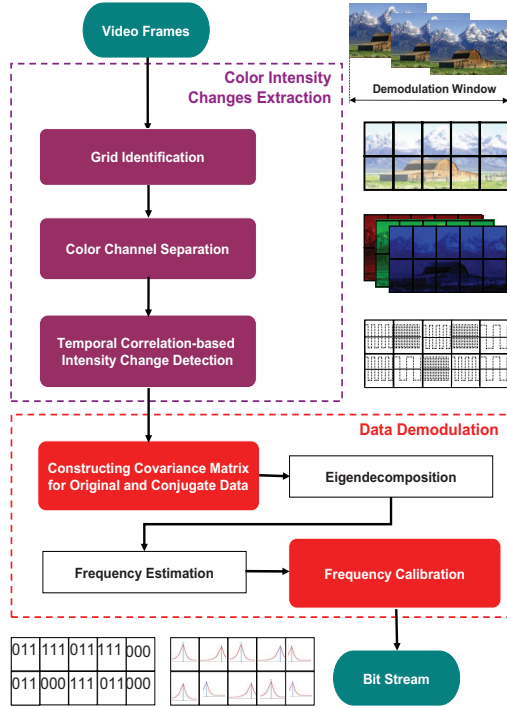 Video Frames
Color Intensity
Changes Extraction
Demodulation Window
Grid Identification
Color Channel Separation
Temporal Correlation-based
Intensity Change Detection
Data Demodulation
Constructing Covariance Matrix
for Original and Conjugate Data
Eigendecomposition
Frequency Estimation
Frequency Calibration
011 111 011 111 000
011 000 111 011 000
Bit Stream